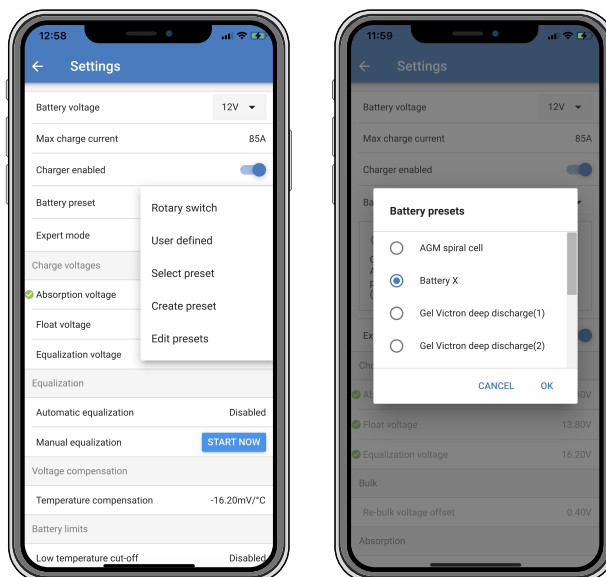 12:58
Settings
Battery voltage 12V
Max charge current 85A
Charger enabled
Battery preset
Rotary switch
User defined
Expert mode
Select preset
Charge voltages
Absorption voltage
Create preset
Float voltage
Edit presets
Equalization voltage
Equalization
Automatic equalization Disabled
Manual equalization START NOW
Voltage compensation
Temperature compensation -16.20mV/°C
Battery limits
Low temperature cut-off Disabled
11:59
Settings
Battery voltage 12V
Max charge current 85A
Charger enabled
Ba
Battery presets
AGM spiral cell
Battery X
Gel Victron deep discharge(1)
Gel Victron deep discharge(2)
Ex
CANCEL OK
Cha
Ab
Float voltage 13.80V
Equalization voltage 16.20V
Bulk
Re-bulk voltage offset 0.40V
Absorption